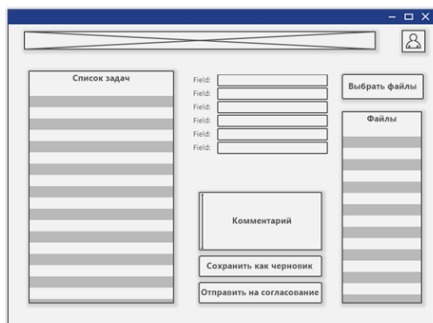 Список задач
Field:
Field:
Field:
Field:
Field:
Field:
Выбрать файлы
Файлы
Комментарий
Сохранить как черновик
Отправить на согласование